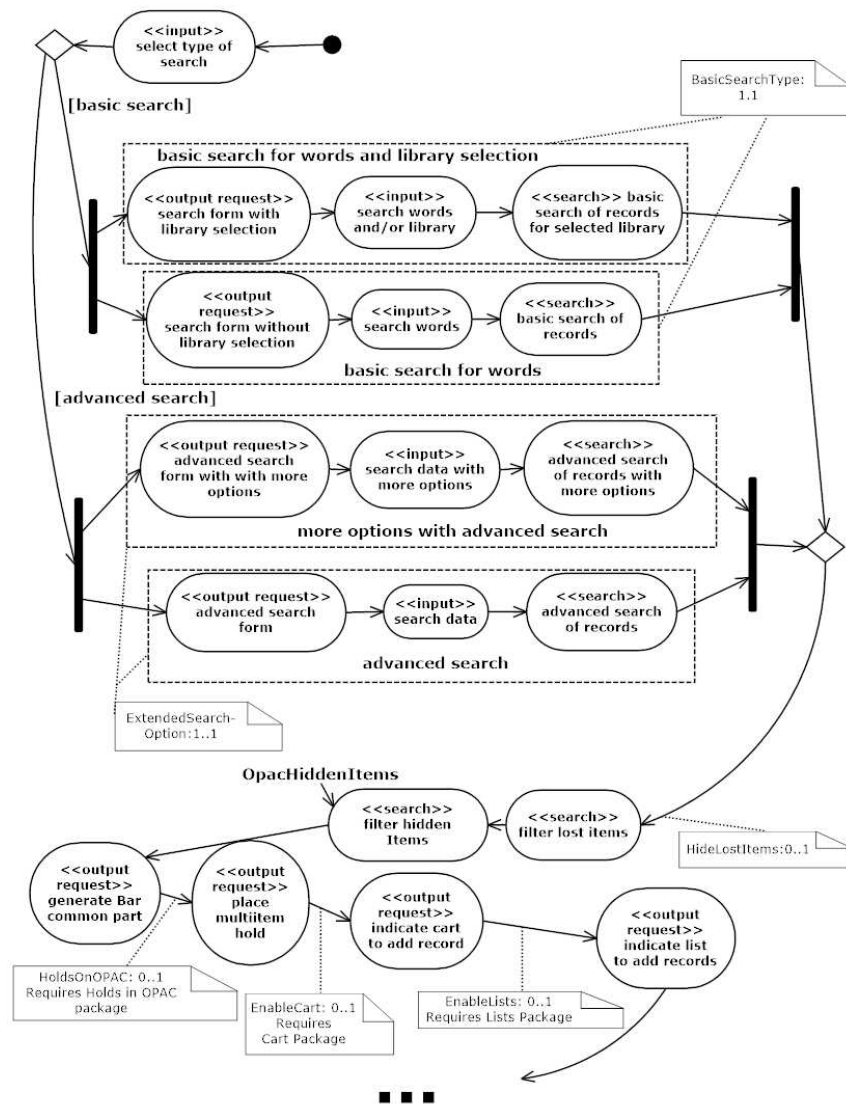 <<input>>
select type of
search
[basic search]
BasicSearchType:
1.1
basic search for words and library selection
<<output request>>
search form with
library selection
<<input>>
search words
and/or library
<<search>> basic
search of records
for selected library
<<output
request>>
search form without
library selection
<<input>>
search words
<<search>>
basic search of
records
basic search for words
[advanced search]
<<output request>>
advanced search
form with with more
options
<<input>>
search data with
more options
<<search>>
advanced search
of records with
more options
more options with advanced search
<<output request>>
advanced search
form
<<input>>
search data
<<search>>
advanced search
of records
advanced search
ExtendedSearch-
Option:1..1
OpacHiddenItems
<<search>>
filter hidden
Items
<<search>>
filter lost items
HideLostItems:0..1
<<output
request>>
generate Bar
common part
<<output
request>>
place
multiitem
hold
<<output
request>>
indicate cart
to add record
<<output
request>>
indicate list
to add records
HoldsOnOPAC: 0..1
Requires Holds in OPAC
package
EnableCart: 0..1
Requires
Cart Package
EnableLists: 0..1
Requires Lists Package